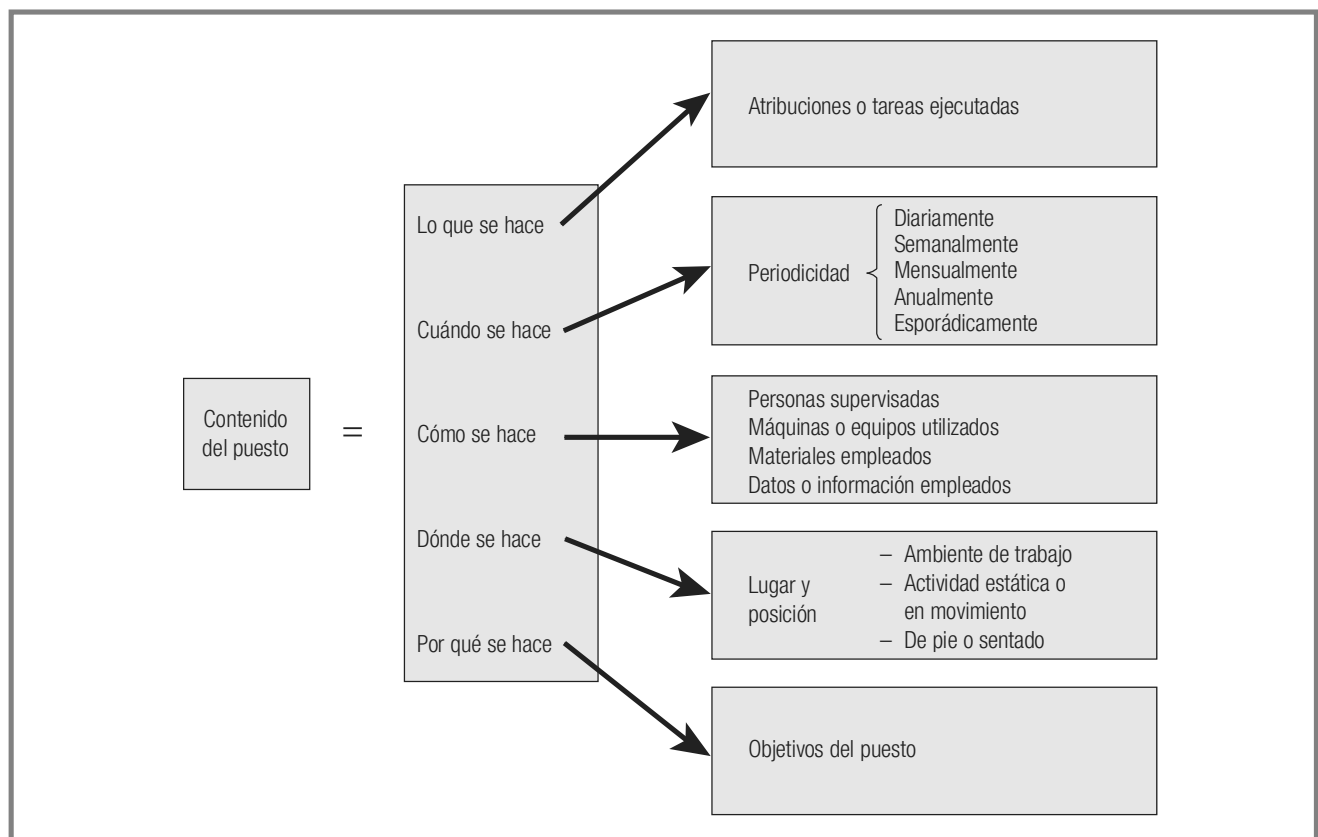 Contenido
del puesto
=
Lo que se hace
Cuándo se hace
Cómo se hace
Dónde se hace
Por qué se hace
Atribuciones o tareas ejecutadas
Periodicidad
Diariamente
Semanalmente
Mensualmente
Anualmente
Esporádicamente
Personas supervisadas
Máquinas o equipos utilizados
Materiales empleados
Datos o información empleados
Lugar y
posición
– Ambiente de trabajo
– Actividad estática o
en movimiento
– De pie o sentado
Objetivos del puesto